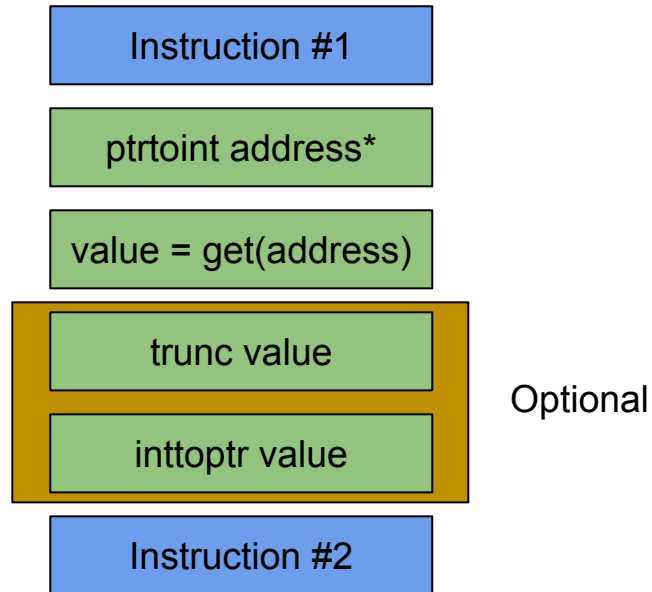 Instruction #1
ptrtoint address*
value = get(address)
trunc value
Optional
inttoptr value
Instruction #2